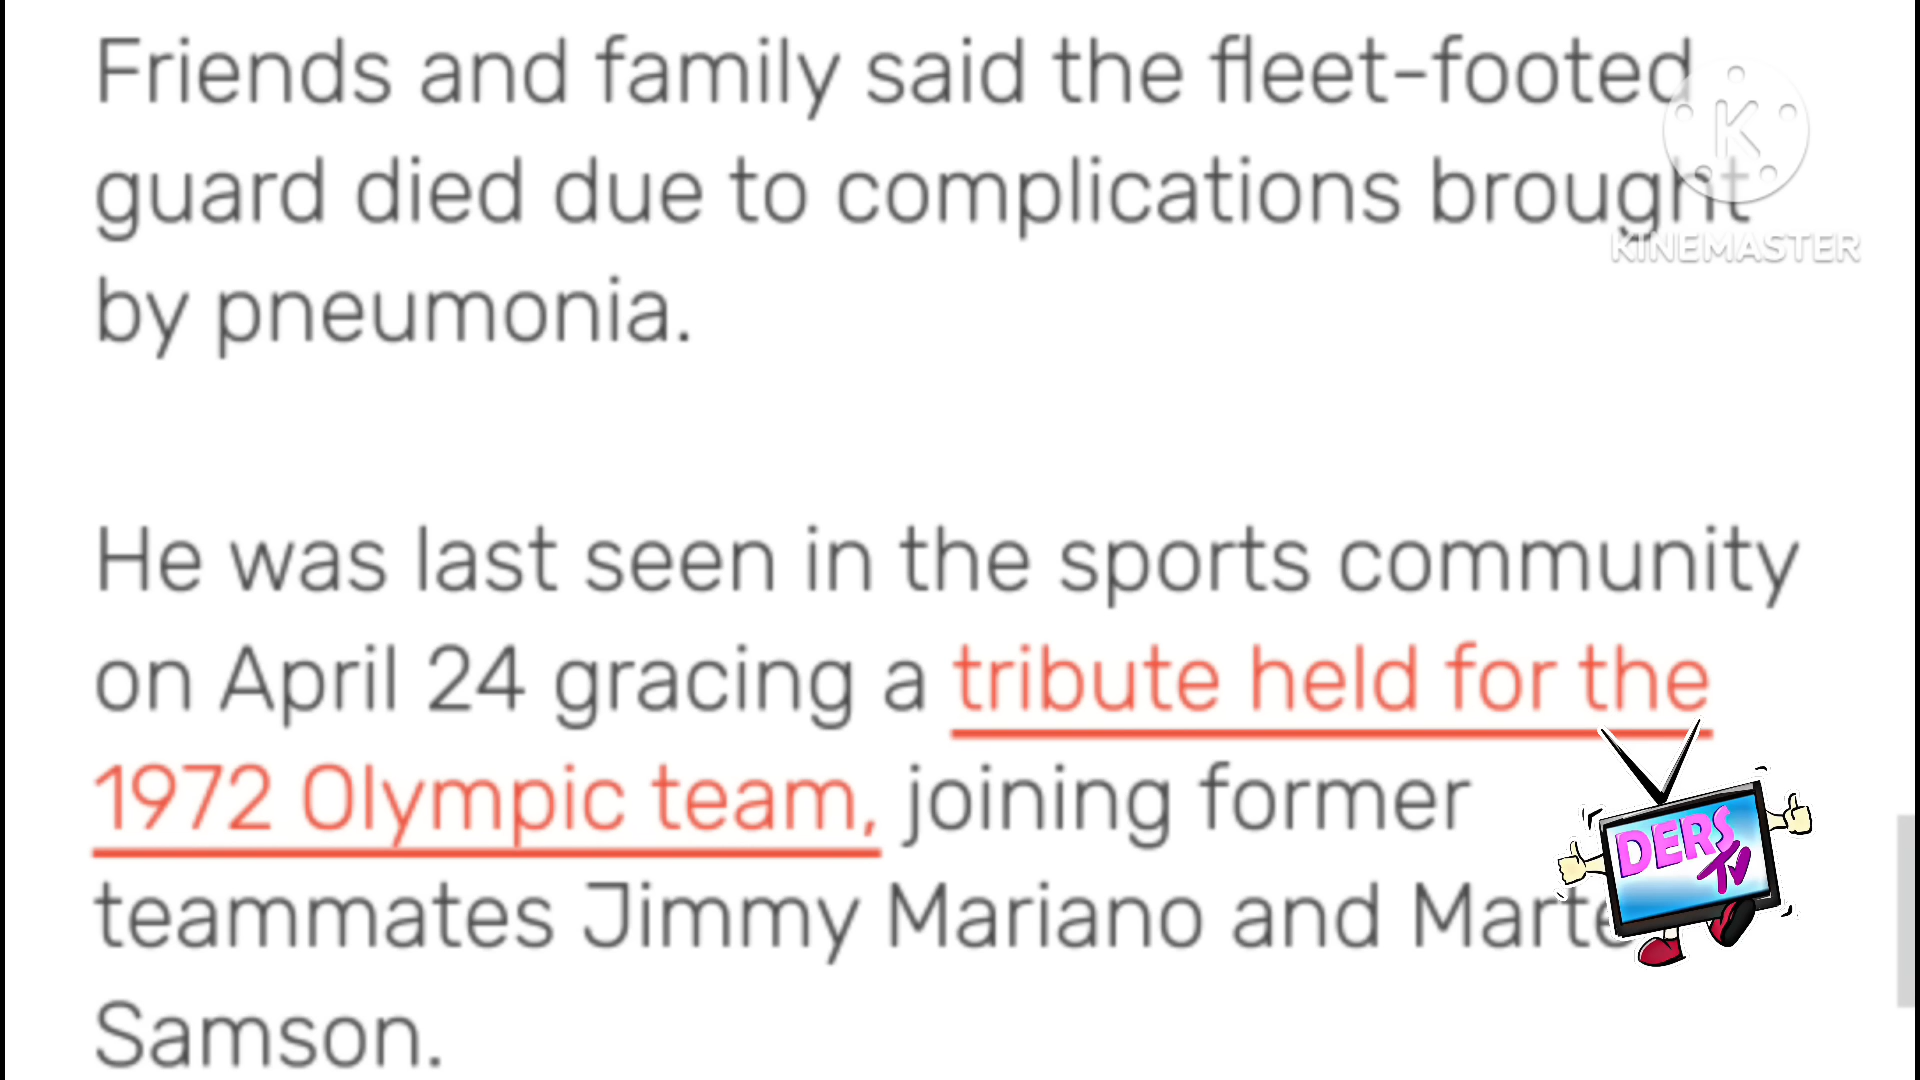 Friends and family said the fleet-footed
guard died due to complications brought
by pneumonia.
He was last seen in the sports community
on April 24 gracing a tribute held for the
1972 Olympic team, joining former
teammates Jimmy Mariano and Marte
Samson.
K
KINEMASTER
DERS
TV